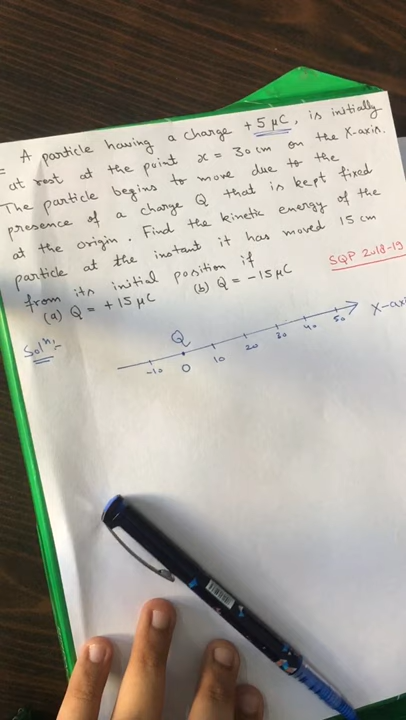 = A particle having a charge +5 μC, is initially
at rest at the point x = 30 cm on the X-axis.
The particle begins to move due to the
presence of a charge Q that is kept fixed
at the origin. Find the kinetic energy of the
particle at the instant it has moved 15 cm
from its initial position if
SQP 2018-19
(a) Q = +15 μC (b) Q = -15 μC
Solⁿ:-
Q
-10 0 10 20 30 40 50 X-axi